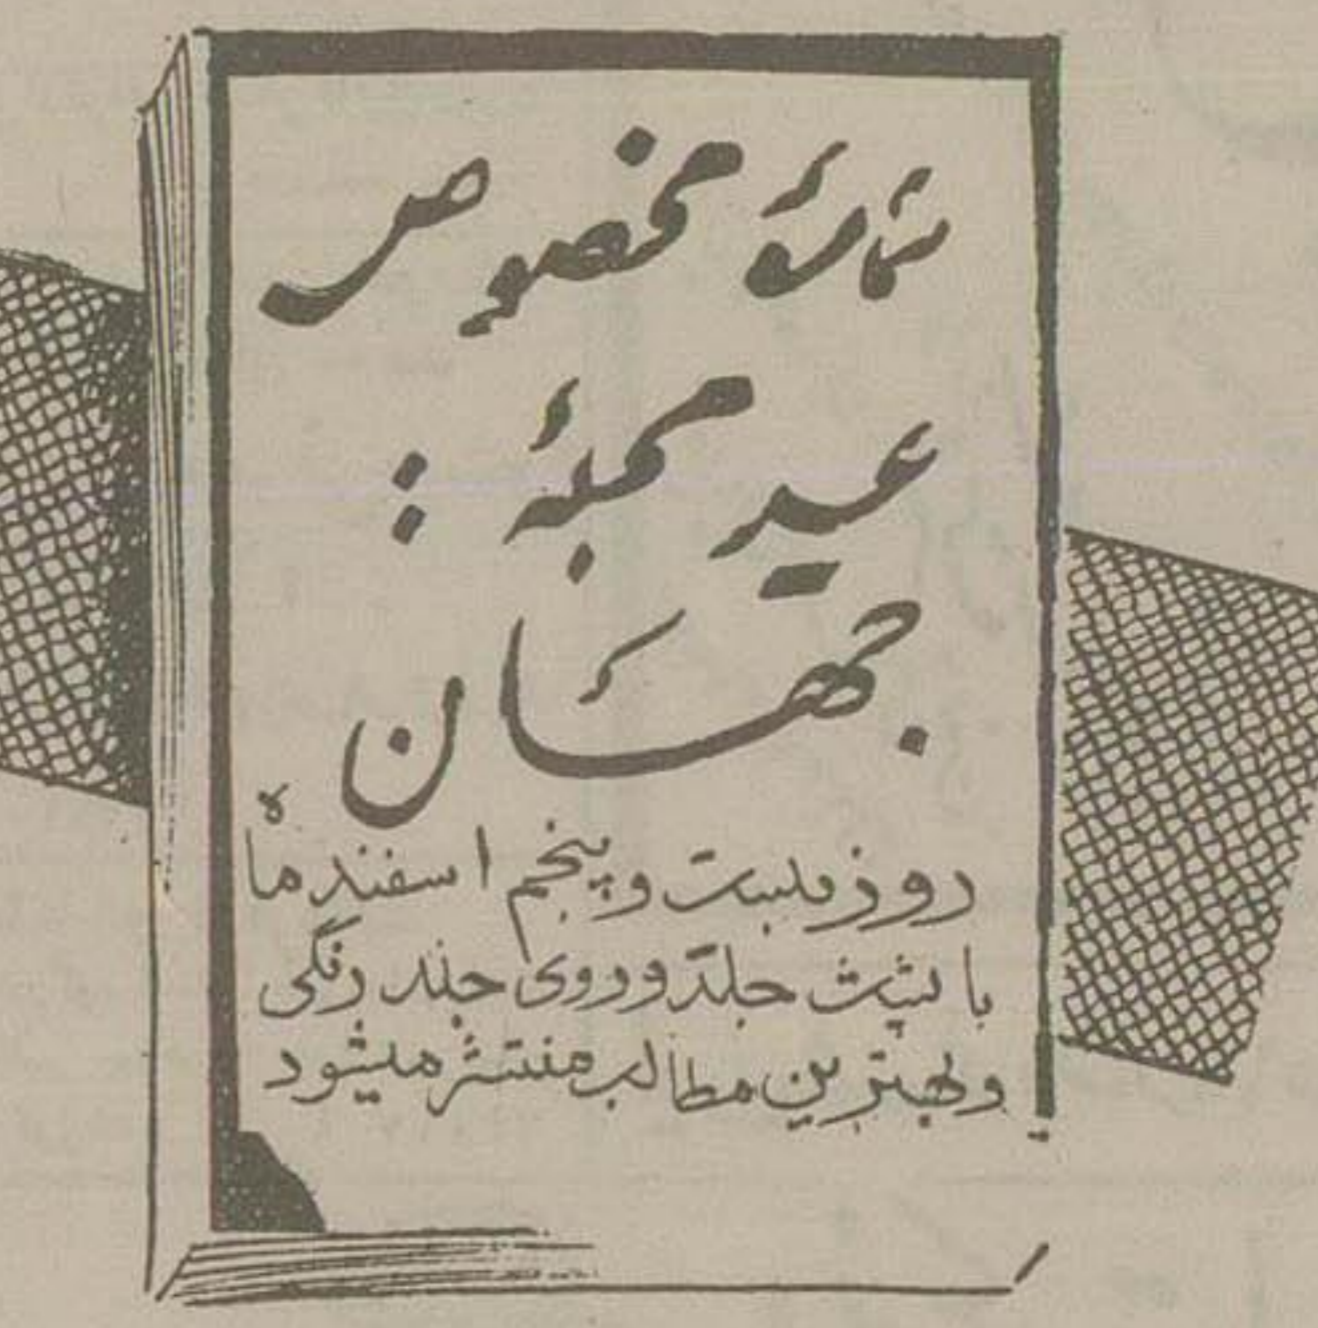 شمارهٔ مخصوص
عید مجلهٔ :
جهان
روز بیست و پنجم اسفند ماه
با پشت جلد و روی جلد رنگی
و بهترین مطالب منتشر میشود